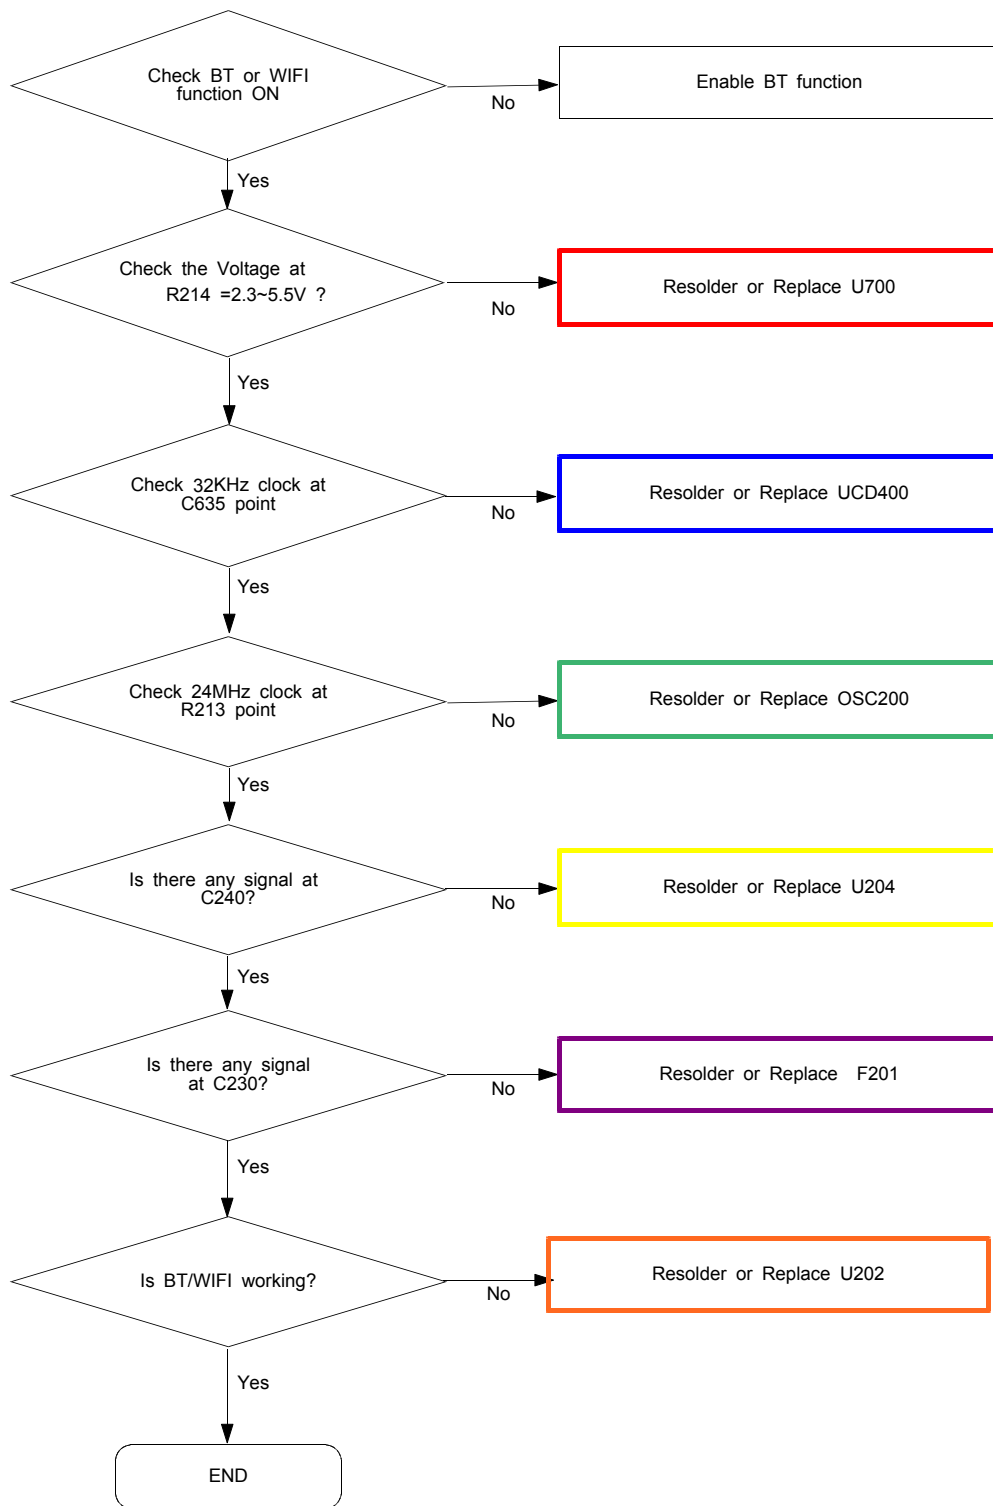 Check BT or WIFI
function ON
No
Enable BT function
Yes
Check the Voltage at
R214 =2.3~5.5V ?
No
Resolder or Replace U700
Yes
Check 32KHz clock at
C635 point
No
Resolder or Replace UCD400
Yes
Check 24MHz clock at
R213 point
No
Resolder or Replace OSC200
Yes
Is there any signal at
C240?
No
Resolder or Replace U204
Yes
Is there any signal
at C230?
No
Resolder or Replace F201
Yes
Is BT/WIFI working?
No
Resolder or Replace U202
Yes
END